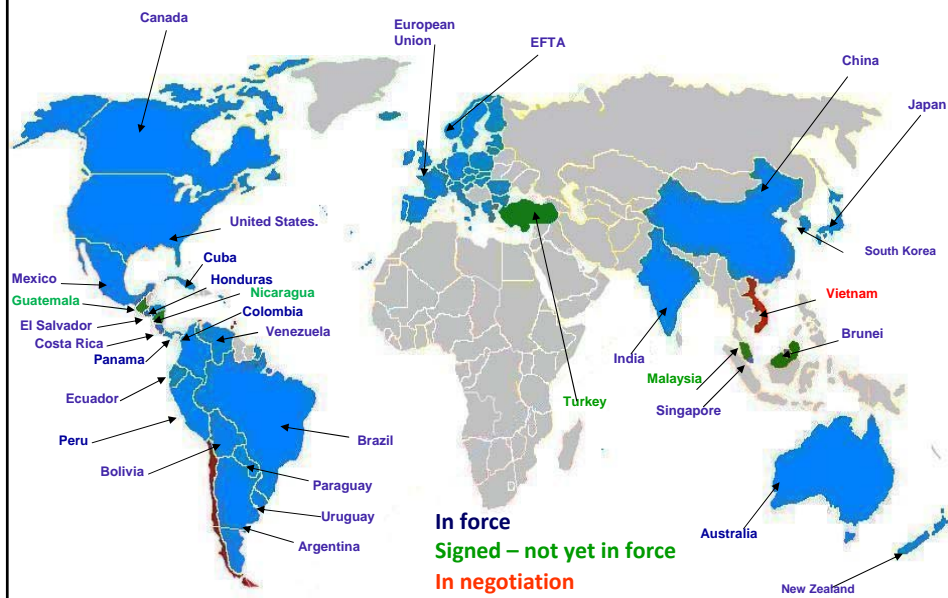 Canada
European
Union
EFTA
China
Japan
United States.
South Korea
Cuba
Mexico
Honduras
Guatemala
Nicaragua
Vietnam
El Salvador
Colombia
Venezuela
Costa Rica
Brunei
Panama
India
Malaysia
Ecuador
Turkey
Singapore
Peru
Brazil
Bolivia
Paraguay
Uruguay
In force
Australia
Argentina
Signed – not yet in force
In negotiation
New Zealand